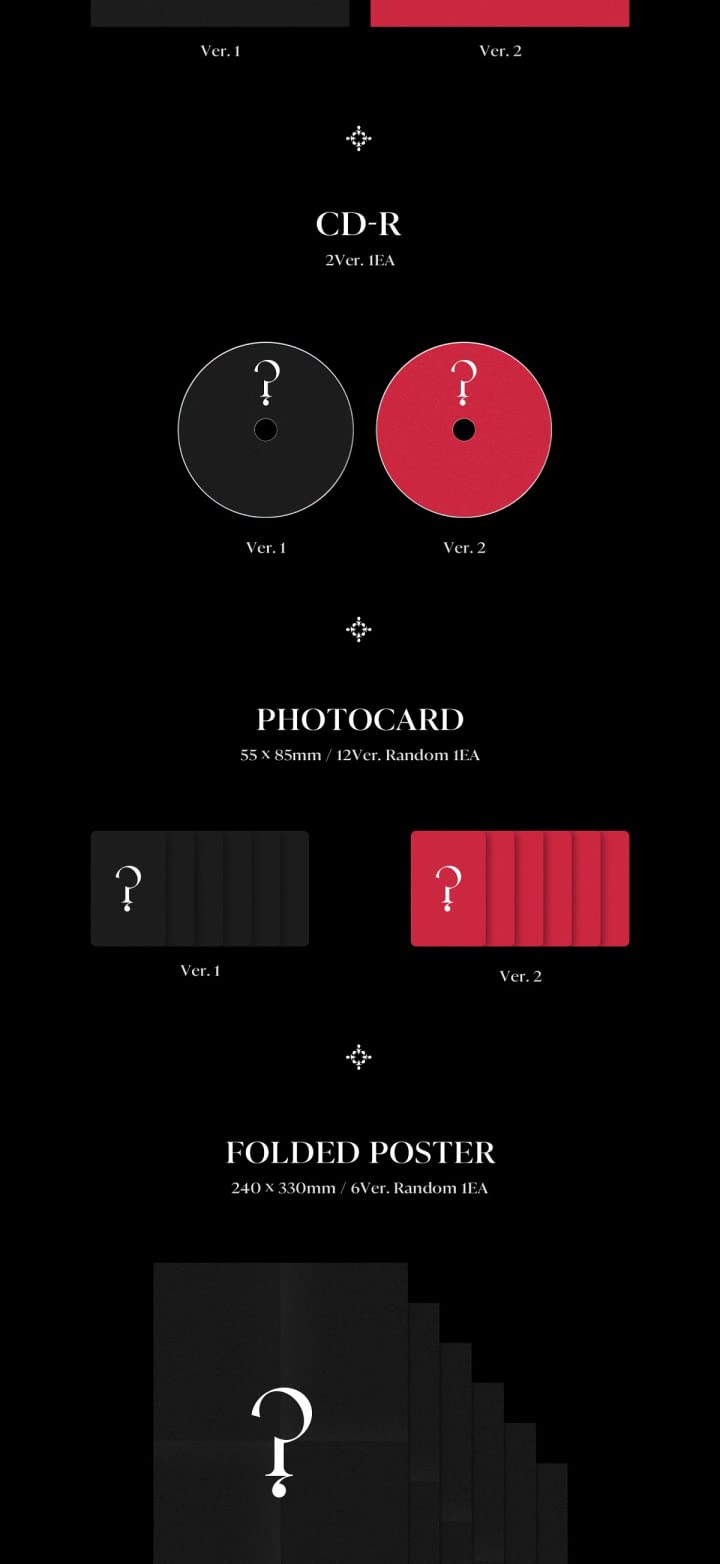 Ver. 1
Ver. 2
CD-R
2Ver. 1EA
?
?
Ver. 1
Ver. 2
PHOTOCARD
55 x 85mm / 12Ver. Random 1EA
?
?
Ver. 1
Ver. 2
FOLDED POSTER
240 x 330mm / 6Ver. Random 1EA
?